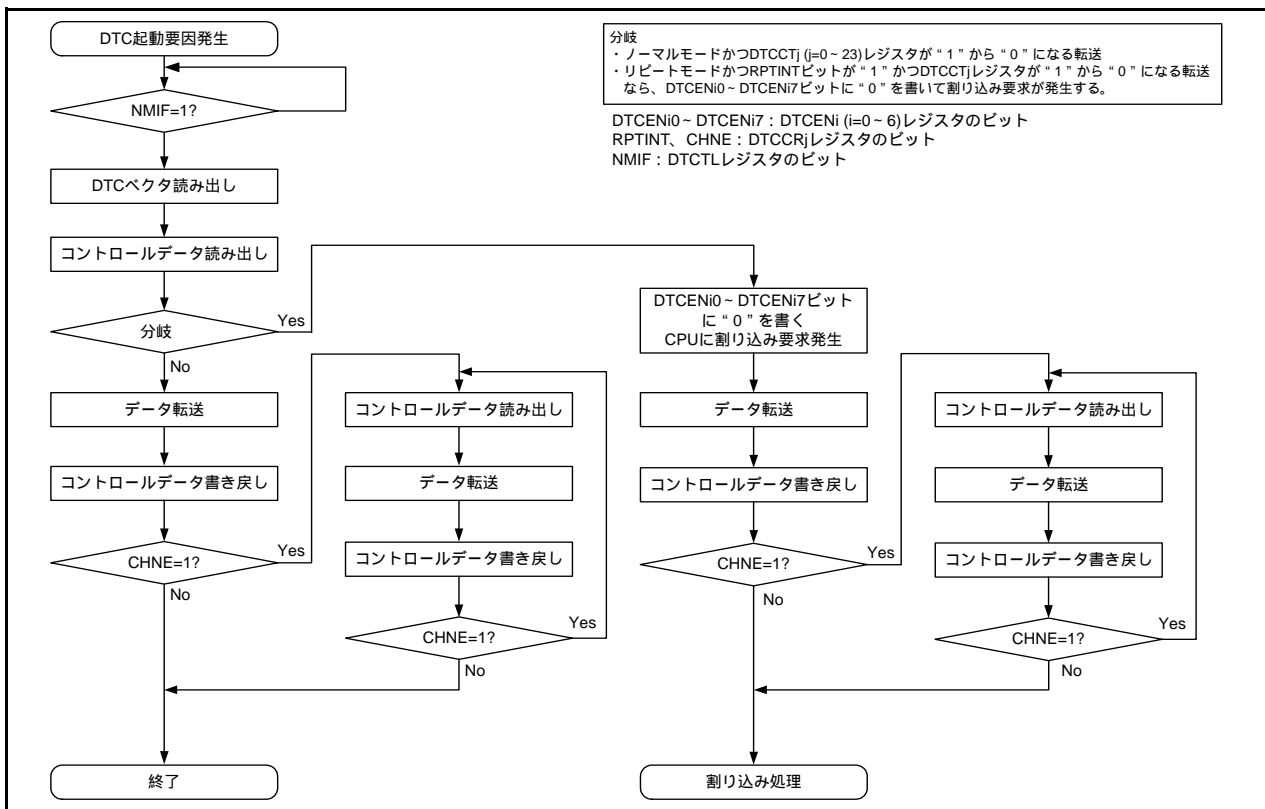 DTC起動要因発生
NMIF=1?
DTCベクタ読み出し
コントロールデータ読み出し
分岐
Yes
No
データ転送
コントロールデータ書き戻し
CHNE=1?
Yes
No
コントロールデータ読み出し
データ転送
コントロールデータ書き戻し
CHNE=1?
Yes
No
終了
分岐
・ノーマルモードかつDTCCTj (j=0~23)レジスタが“1”から“0”になる転送
・リピートモードかつRPTINTビットが“1”かつDTCCTjレジスタが“1”から“0”になる転送
なら、DTCENi0~DTCENi7ビットに“0”を書いて割り込み要求が発生する。
DTCENi0~DTCENi7:DTCENi (i=0~6)レジスタのビット
RPTINT、CHNE:DTCCRjレジスタのビット
NMIF:DTCTLレジスタのビット
DTCENi0~DTCENi7ビット
に“0”を書く
CPUに割り込み要求発生
データ転送
コントロールデータ書き戻し
CHNE=1?
Yes
No
コントロールデータ読み出し
データ転送
コントロールデータ書き戻し
CHNE=1?
Yes
No
割り込み処理